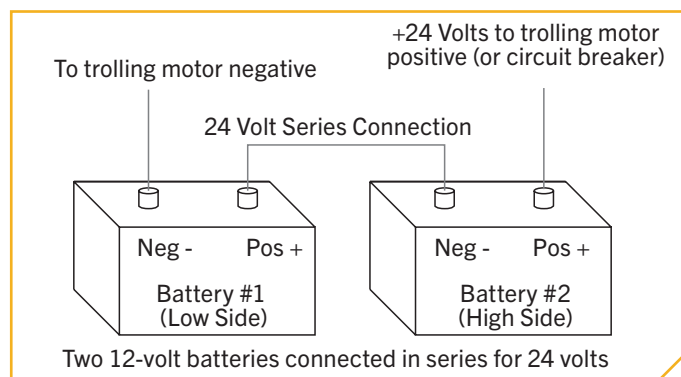 +24 Volts to trolling motor
positive (or circuit breaker)
To trolling motor negative
24 Volt Series Connection
Neg - Pos +
Battery #1
(Low Side)
Neg - Pos +
Battery #2
(High Side)
Two 12-volt batteries connected in series for 24 volts